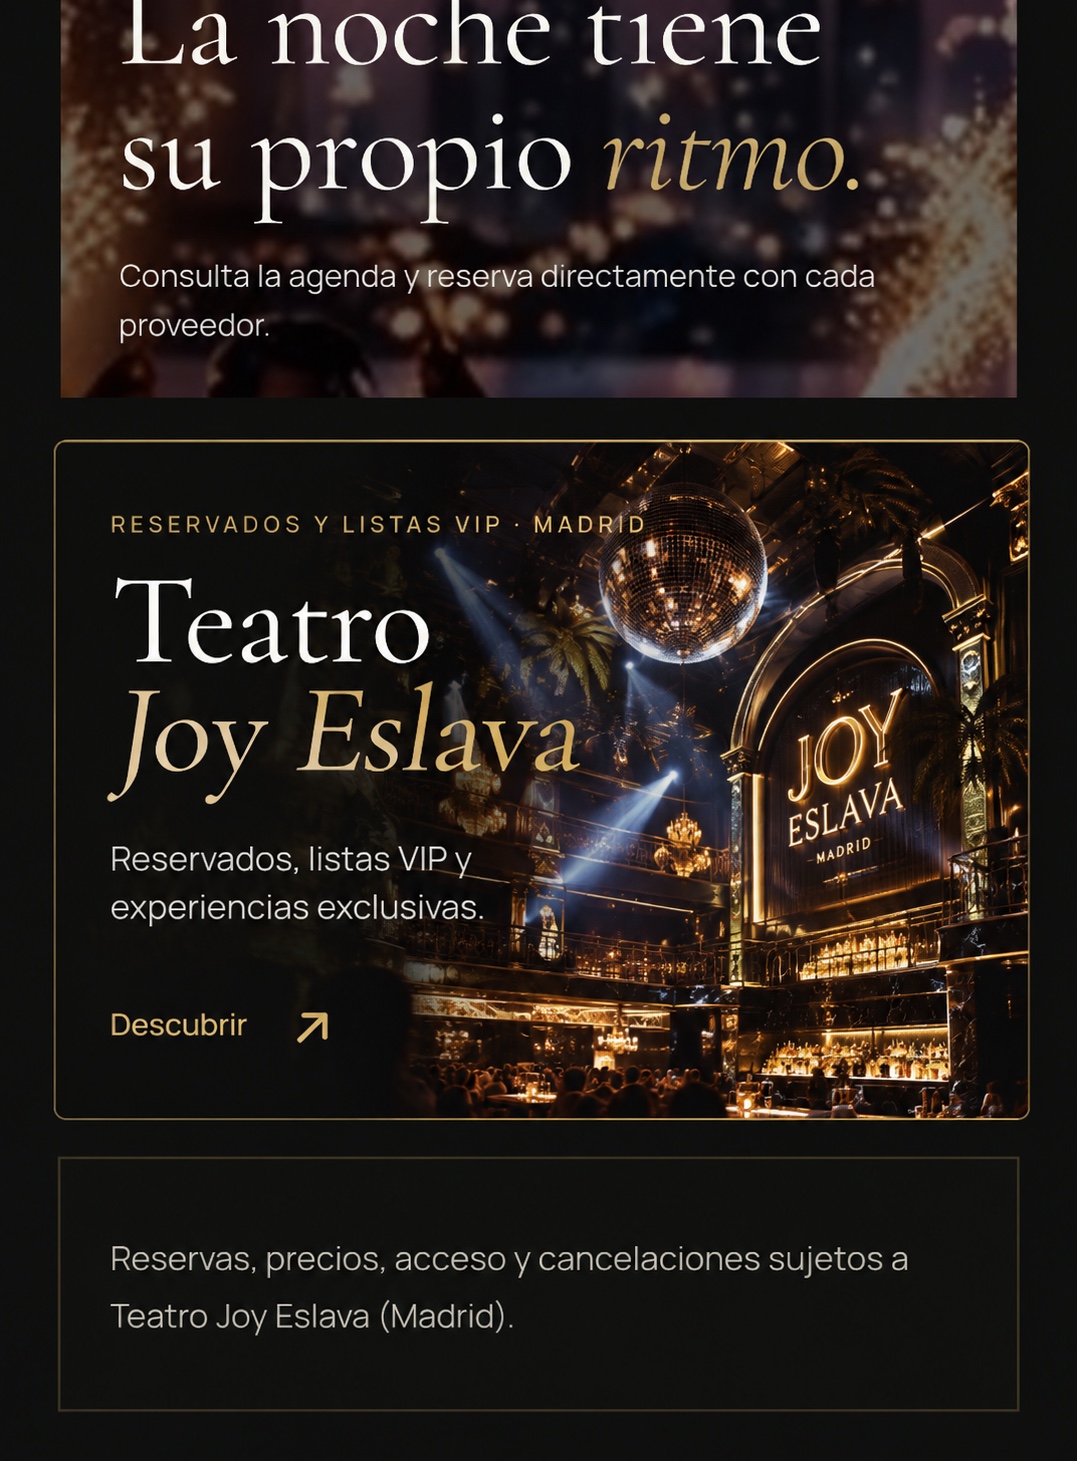 La noche tiene
su propio ritmo.
Consulta la agenda y reserva directamente con cada
proveedor.
RESERVADOS Y LISTAS VIP · MADRID
Teatro
Joy Eslava
JOY
ESLAVA
MADRID
Reservados, listas VIP y
experiencias exclusivas.
Descubrir
Reservas, precios, acceso y cancelaciones sujetos a
Teatro Joy Eslava (Madrid).